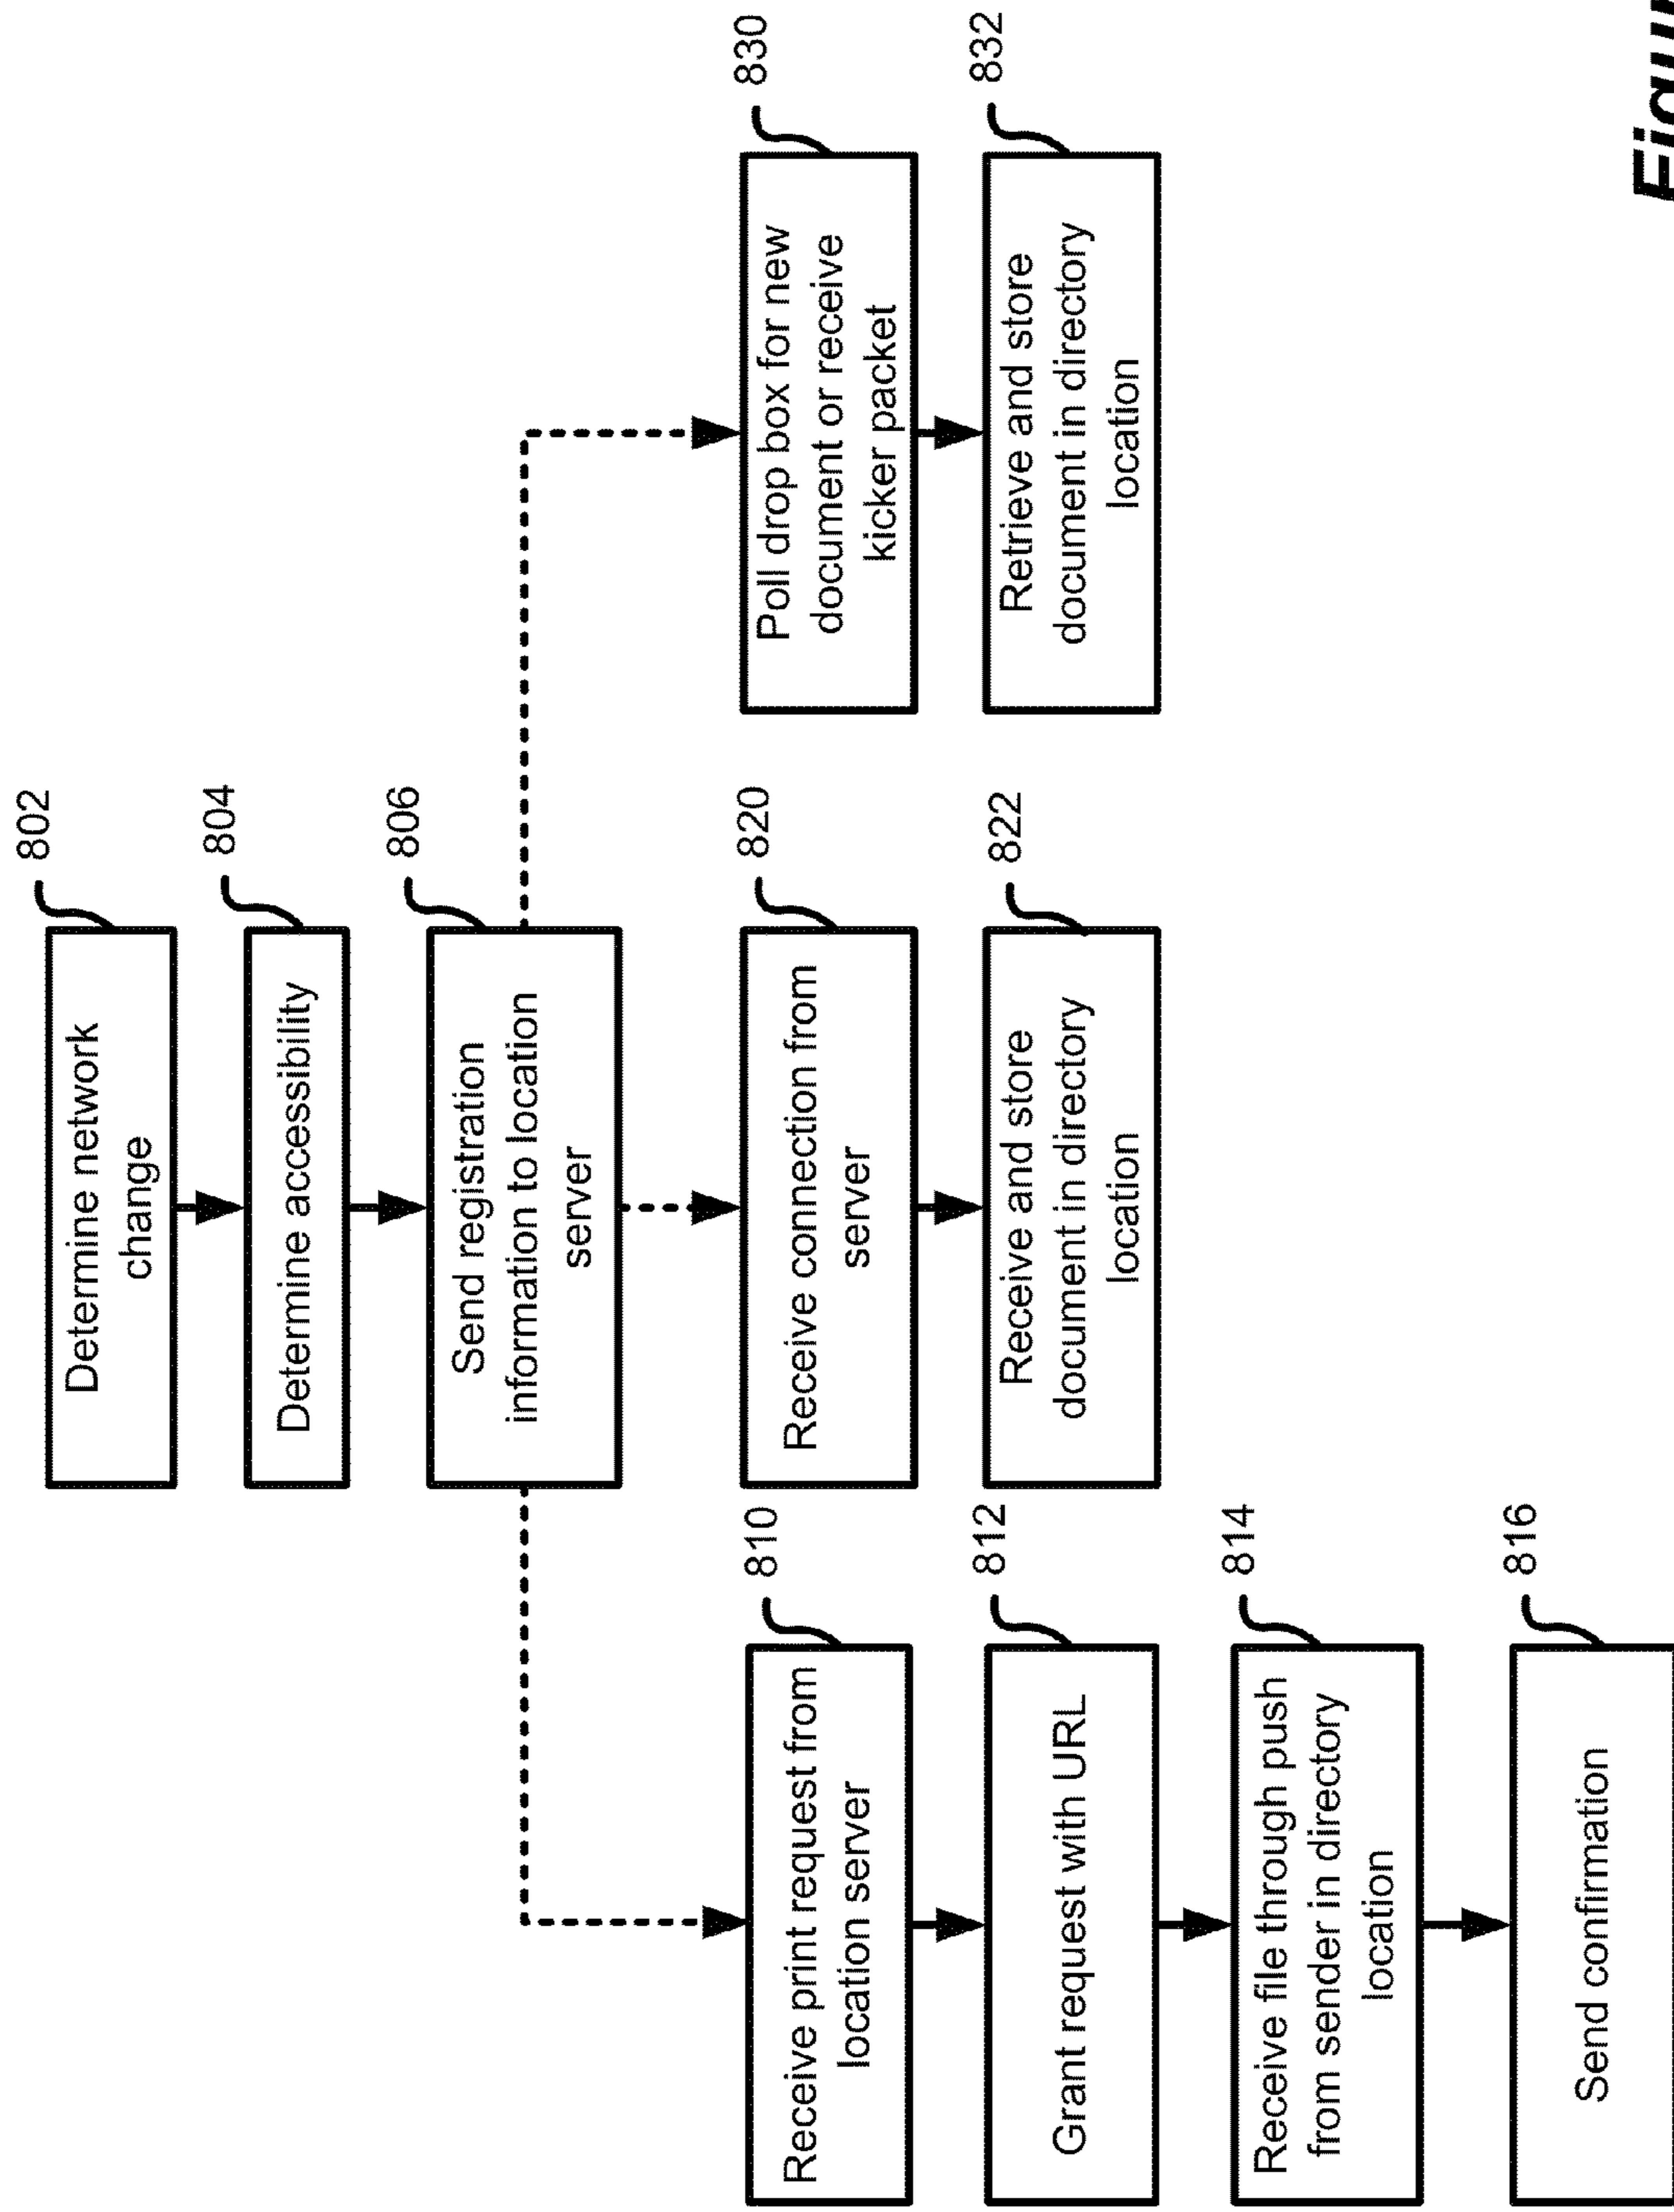 802
Determine network
change
804
Determine accessibility
806
Send registration
information to location
server
810
Receive print request from
location server
812
Grant request with URL
814
Receive file through push
from sender in directory
location
816
Send confirmation
820
Receive connection from
server
822
Receive and store
document in directory
location
830
Poll drop box for new
document or receive
kicker packet
832
Retrieve and store
document in directory
location